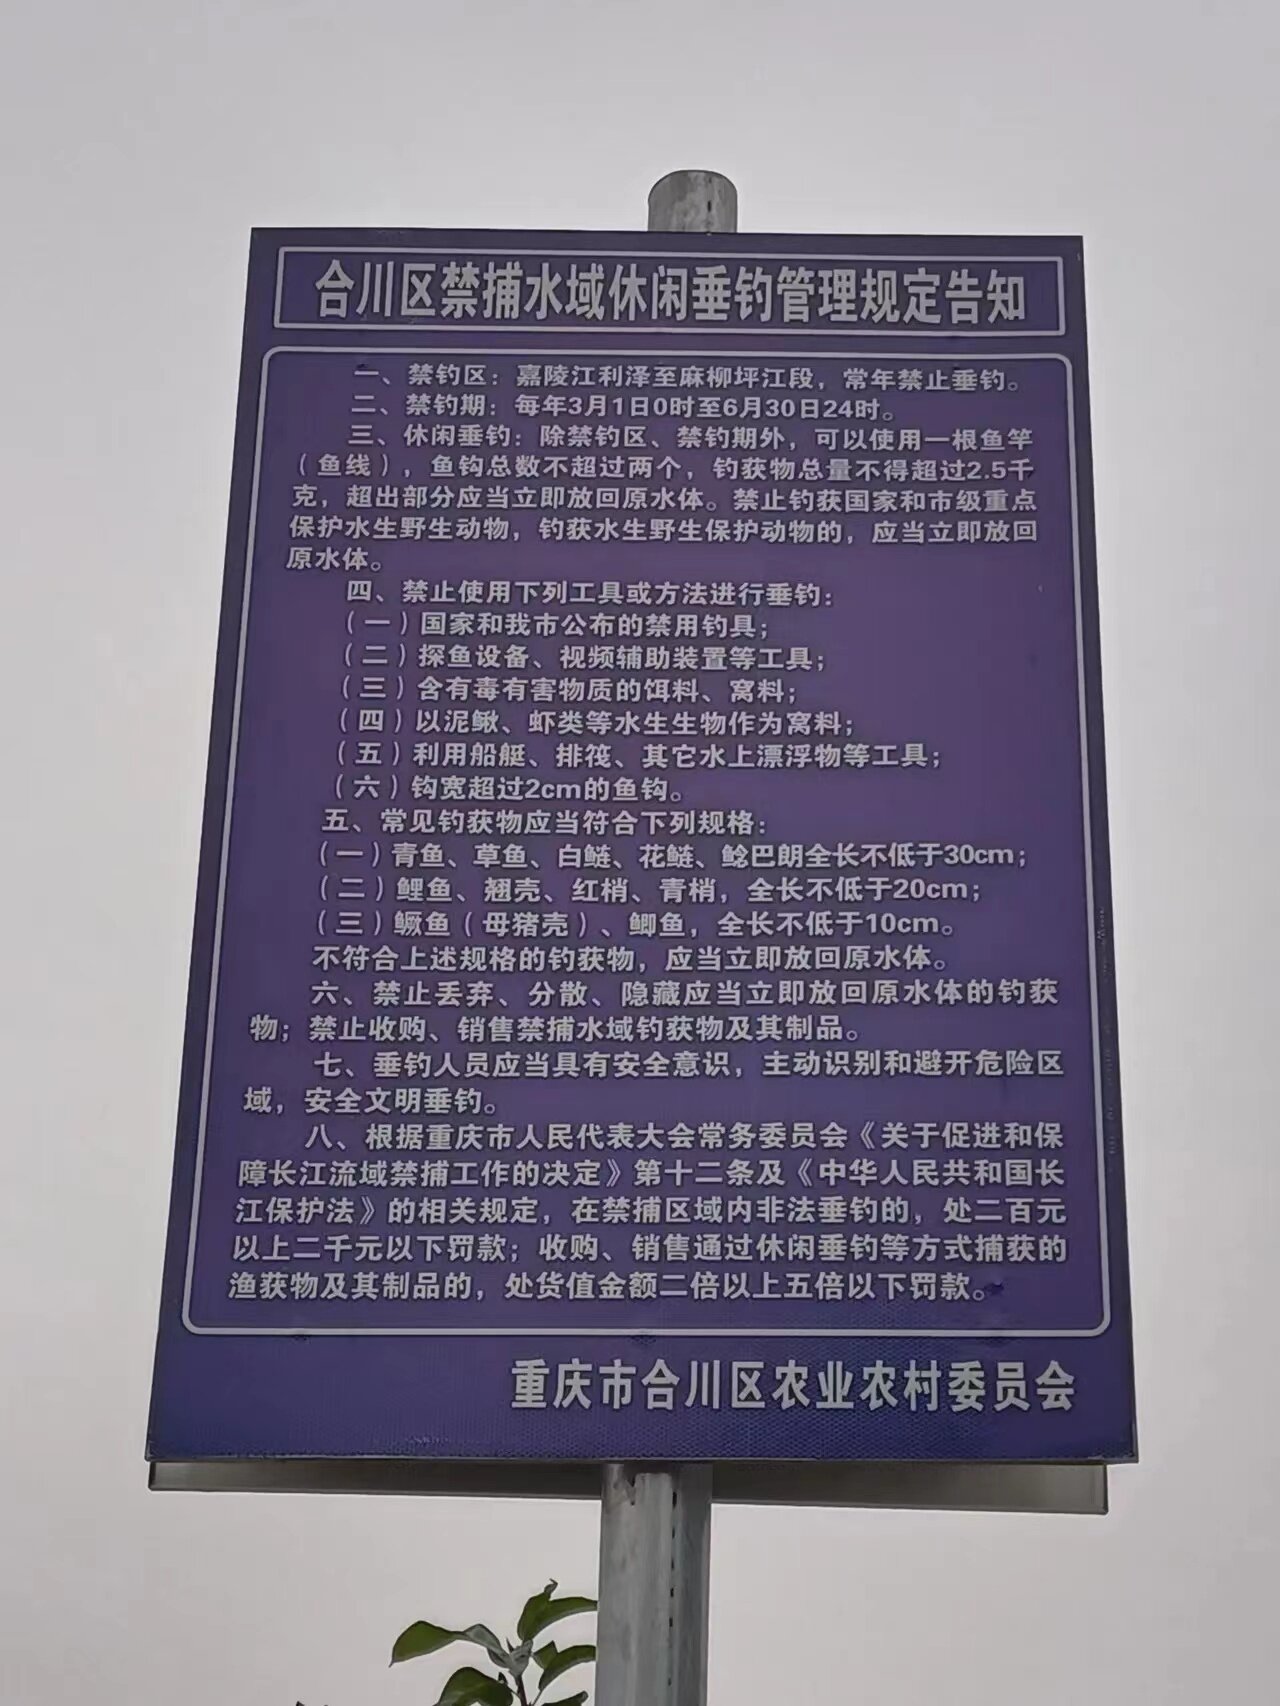 合川区禁捕水域休闲垂钓管理规定告知
一、禁钓区：嘉陵江利泽至麻柳坪江段，常年禁止垂钓。
二、禁钓期：每年3月1日0时至6月30日24时。
三、休闲垂钓：除禁钓区、禁钓期外，可以使用一根鱼竿
（鱼线），鱼钩总数不超过两个，钓获物总量不得超过2.5千
克，超出部分应当立即放回原水体。禁止钓获国家和市级重点
保护水生野生动物，钓获水生野生保护动物的，应当立即放回
原水体。
四、禁止使用下列工具或方法进行垂钓：
（一）国家和我市公布的禁用钓具；
（二）探鱼设备、视频辅助装置等工具；
（三）含有毒有害物质的饵料、窝料；
（四）以泥鳅、虾类等水生生物作为窝料；
（五）利用船艇、排筏、其它水上漂浮物等工具；
（六）钩宽超过2cm的鱼钩。
五、常见钓获物应当符合下列规格：
（一）青鱼、草鱼、白鲢、花鲢、鲶巴朗全长不低于30cm；
（二）鲤鱼、翘壳、红梢、青梢，全长不低于20cm；
（三）鳜鱼（母猪壳）、鲫鱼，全长不低于10cm。
不符合上述规格的钓获物，应当立即放回原水体。
六、禁止丢弃、分散、隐藏应当立即放回原水体的钓获
物；禁止收购、销售禁捕水域钓获物及其制品。
七、垂钓人员应当具有安全意识，主动识别和避开危险区
域，安全文明垂钓。
八、根据重庆市人民代表大会常务委员会《关于促进和保
障长江流域禁捕工作的决定》第十二条及《中华人民共和国长
江保护法》的相关规定，在禁捕区域内非法垂钓的，处二百元
以上二千元以下罚款；收购、销售通过休闲垂钓等方式捕获的
渔获物及其制品的，处货值金额二倍以上五倍以下罚款。
重庆市合川区农业农村委员会